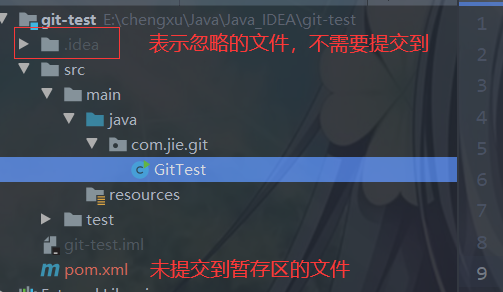 git-test E:\chengxu\Java\Java_IDEA\git-test
.idea 表示忽略的文件，不需要提交到
src
main
java
com.jie.git
GitTest
resources
test
git-test.iml
pom.xml 未提交到暂存区的文件
1
2
3
4
5
6
7
8
9